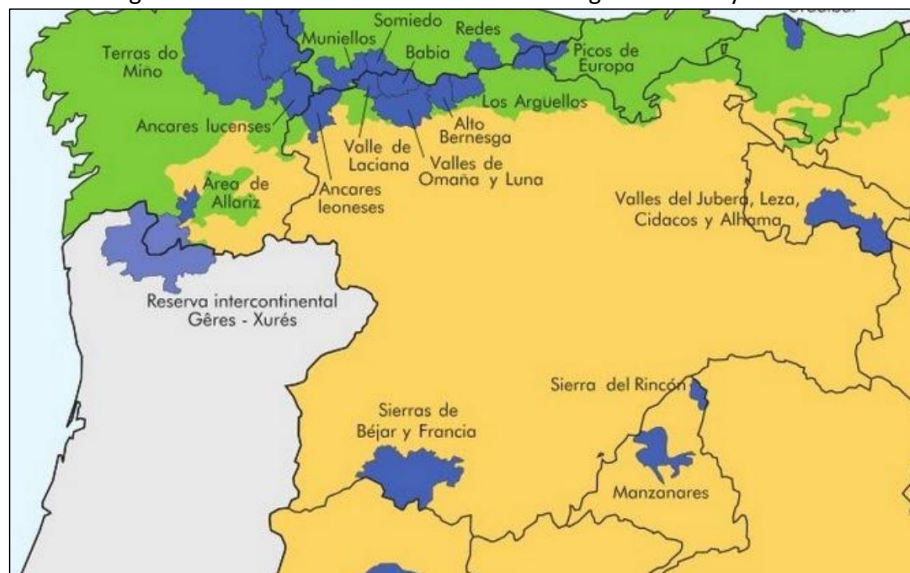 Terras do
Miño
Muniellos
Somiedo
Babia
Redes
Picos de
Europa
Ancares lucenses
Los Argüellos
Alto
Bernesga
Valle de
Laciana
Valles de
Omaña y Luna
Ancares
leoneses
Área de
Allariz
Valles del Jubera, Leza,
Cidacos y Alhama
Reserva intercontinental
Gêres - Xurés
Sierra del Rincón
Sierras de
Béjar y Francia
Manzanares